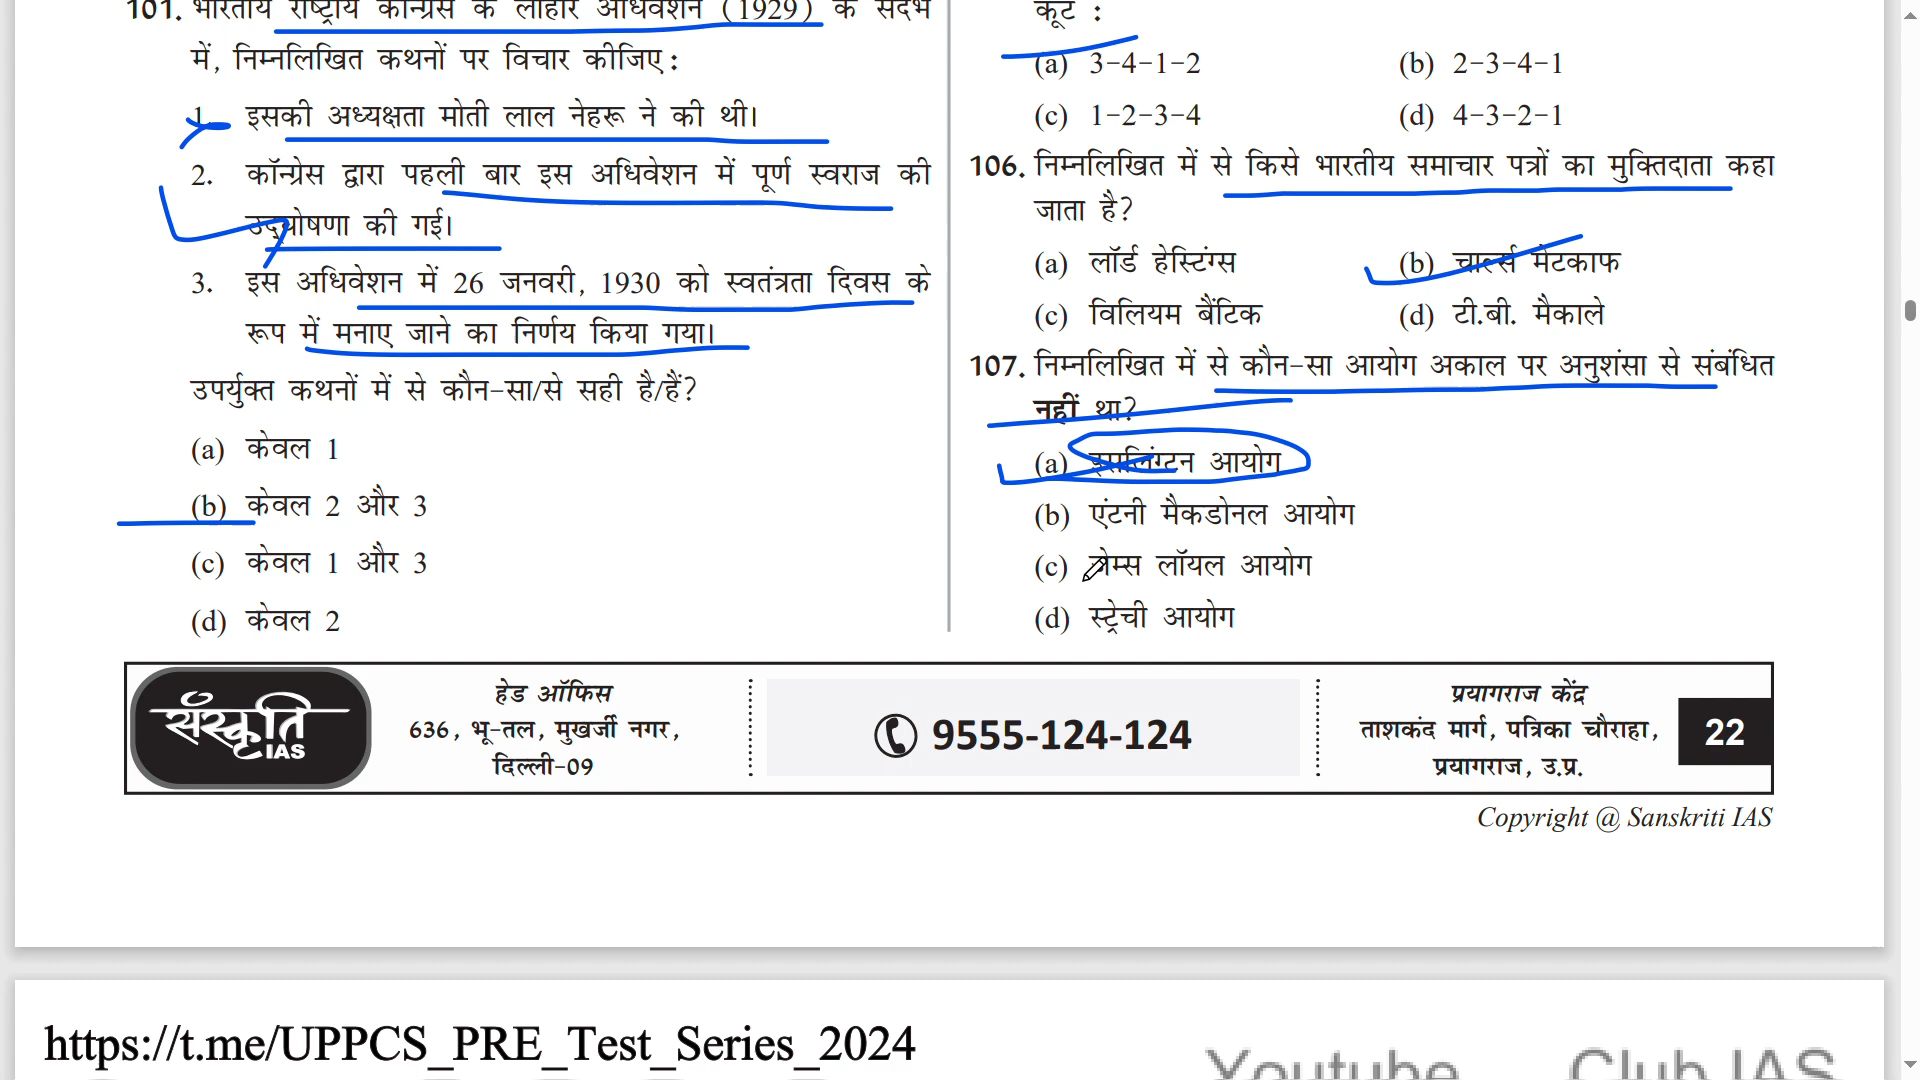 101. भारतीय राष्ट्रीय कॉन्ग्रेस के लाहौर अधिवेशन (1929) के संदर्भ
में, निम्नलिखित कथनों पर विचार कीजिए:
1. इसकी अध्यक्षता मोती लाल नेहरू ने की थी।
2. कॉन्ग्रेस द्वारा पहली बार इस अधिवेशन में पूर्ण स्वराज की
उद्घोषणा की गई।
3. इस अधिवेशन में 26 जनवरी, 1930 को स्वतंत्रता दिवस के
रूप में मनाए जाने का निर्णय किया गया।
उपर्युक्त कथनों में से कौन-सा/से सही है/हैं?
(a) केवल 1
(b) केवल 2 और 3
(c) केवल 1 और 3
(d) केवल 2
कूट :
(a) 3-4-1-2 (b) 2-3-4-1
(c) 1-2-3-4 (d) 4-3-2-1
106. निम्नलिखित में से किसे भारतीय समाचार पत्रों का मुक्तिदाता कहा
जाता है?
(a) लॉर्ड हेस्टिंग्स (b) चार्ल्स मेटकाफ
(c) विलियम बैंटिक (d) टी.बी. मैकाले
107. निम्नलिखित में से कौन-सा आयोग अकाल पर अनुशंसा से संबंधित
नहीं था?
(a) इसलिंग्टन आयोग
(b) एंटनी मैकडोनल आयोग
(c) जेम्स लॉयल आयोग
(d) स्ट्रेची आयोग
संस्कृति IAS
हेड ऑफिस
636, भू-तल, मुखर्जी नगर,
दिल्ली-09
9555-124-124
प्रयागराज केंद्र
ताशकंद मार्ग, पत्रिका चौराहा,
प्रयागराज, उ.प्र.
22
Copyright @ Sanskriti IAS
https://t.me/UPPCS_PRE_Test_Series_2024
Youtube Club IAS